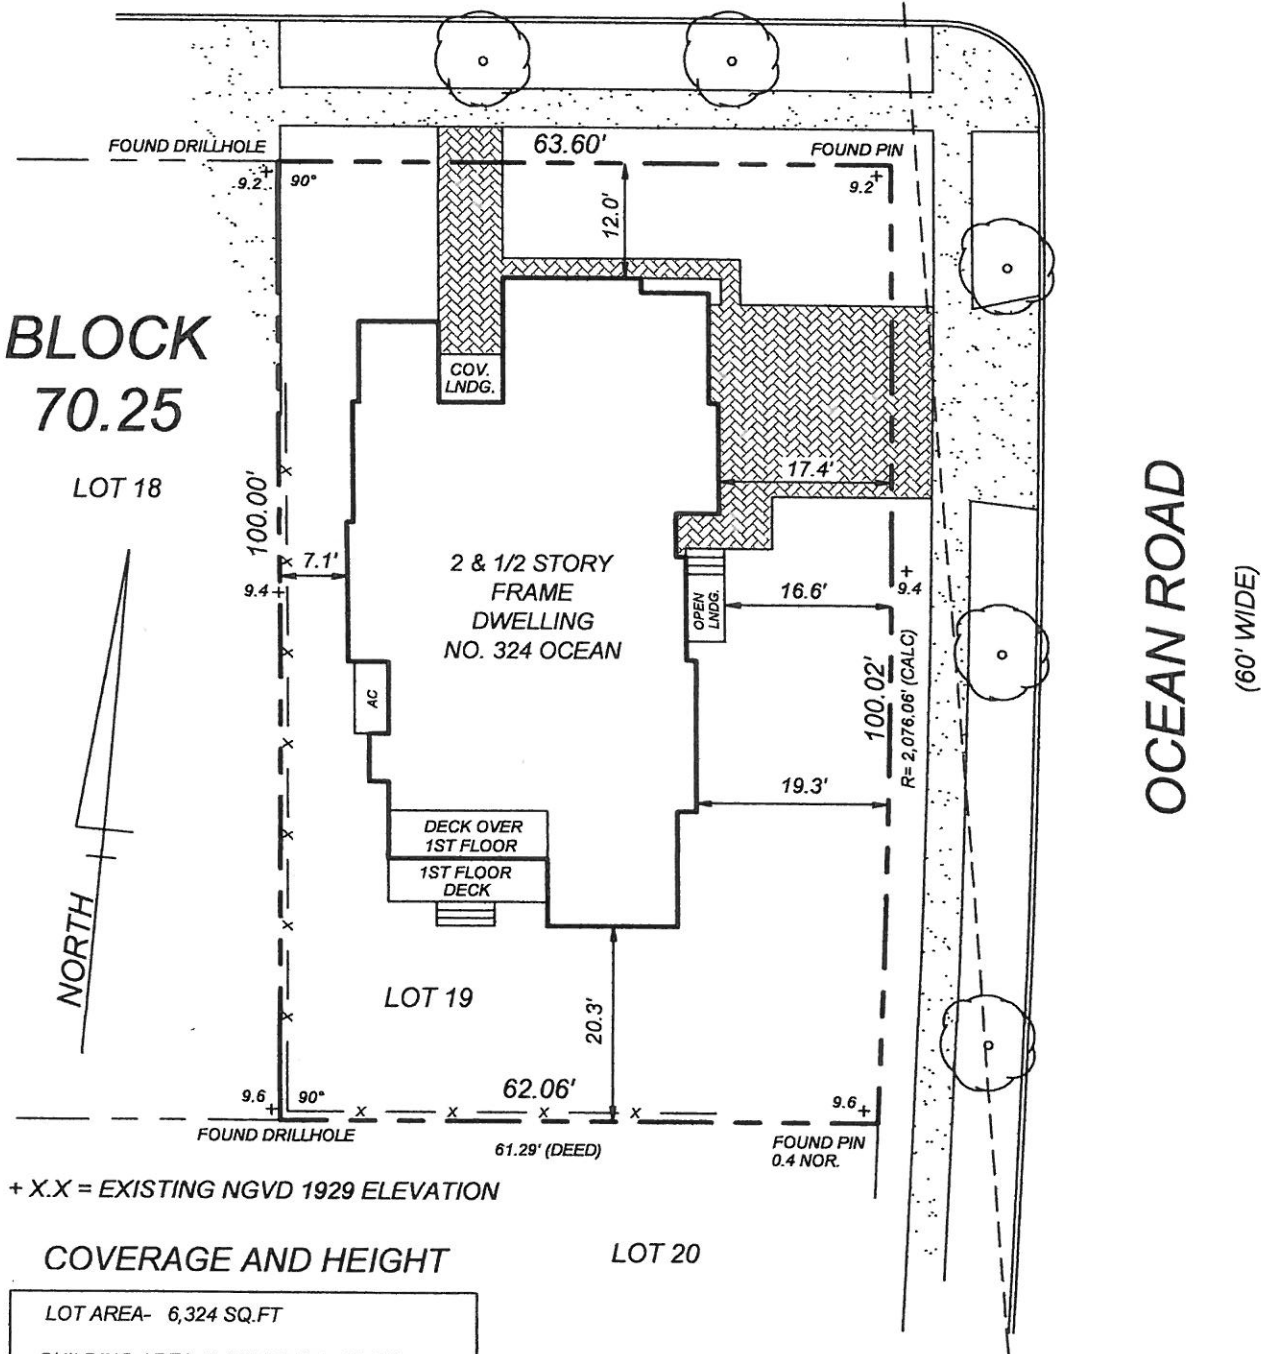 FOUND DRILLHOLE
63.60'
FOUND PIN
9.2 +
90°
9.2 +
12.0'
BLOCK
70.25
COV.
LNDG.
LOT 18
100.00'
17.4'
7.1'
9.4 +
2 & 1/2 STORY
FRAME
DWELLING
NO. 324 OCEAN
OPEN
LNDG.
16.6'
+
9.4
100.02'
R= 2,076.06' (CALC)
OCEAN ROAD
(60' WIDE)
AC
19.3'
DECK OVER
1ST FLOOR
1ST FLOOR
DECK
NORTH
LOT 19
20.3'
9.6 +
90°
62.06'
9.6 +
FOUND DRILLHOLE
61.29' (DEED)
FOUND PIN
0.4 NOR.
+ X.X = EXISTING NGVD 1929 ELEVATION
COVERAGE AND HEIGHT
LOT 20
LOT AREA- 6,324 SQ.FT